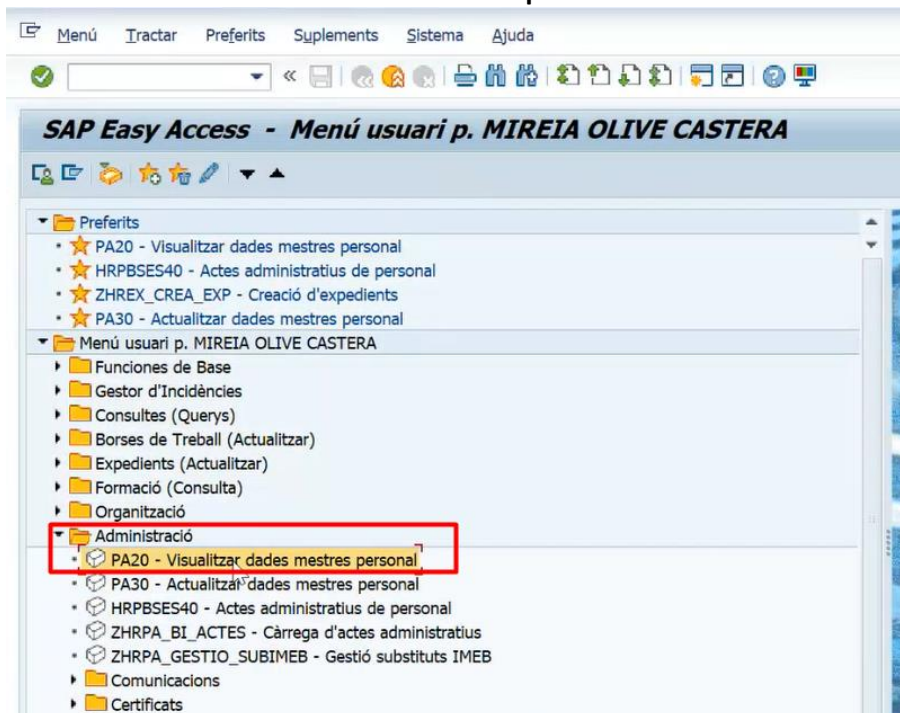 Menú Tractar Preferits Suplements Sistema Ajuda
SAP Easy Access - Menú usuari p. MIREIA OLIVE CASTERA
Preferits
PA20 - Visualitzar dades mestres personal
HRPBSES40 - Actes administratius de personal
ZHREX_CREA_EXP - Creació d'expedients
PA30 - Actualitzar dades mestres personal
Menú usuari p. MIREIA OLIVE CASTERA
Funciones de Base
Gestor d'Incidències
Consultes (Querys)
Borses de Treball (Actualitzar)
Expedients (Actualitzar)
Formació (Consulta)
Organització
Administració
PA20 - Visualitzar dades mestres personal
PA30 - Actualitzar dades mestres personal
HRPBSES40 - Actes administratius de personal
ZHRPA_BI_ACTES - Càrrega d'actes administratius
ZHRPA_GESTIO_SUBIMEB - Gestió substituts IMEB
Comunicacions
Certificats